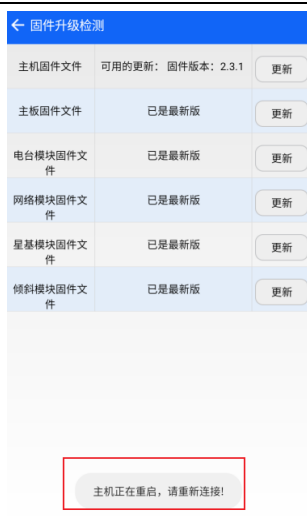 ← 固件升级检测
主机固件文件 可用的更新： 固件版本：2.3.1 更新
主板固件文件 已是最新版 更新
电台模块固件文 已是最新版 更新
件
网络模块固件文 已是最新版 更新
件
星基模块固件文 已是最新版 更新
件
倾斜模块固件文 已是最新版 更新
件
主机正在重启，请重新连接!